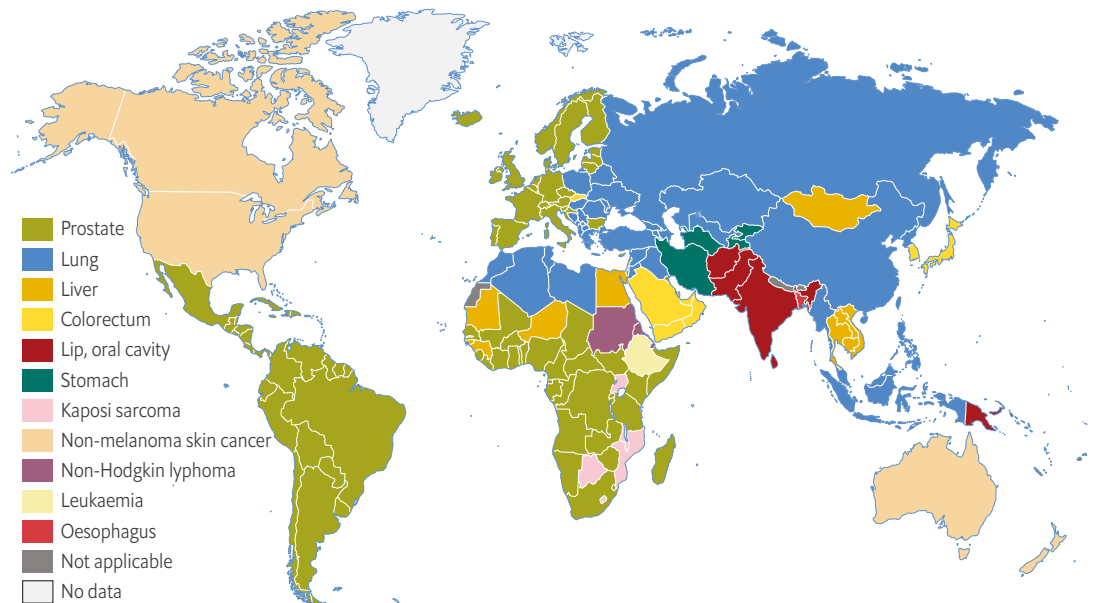 Prostate
Lung
Liver
Colorectum
Lip, oral cavity
Stomach
Kaposi sarcoma
Non-melanoma skin cancer
Non-Hodgkin lyphoma
Leukaemia
Oesophagus
Not applicable
No data